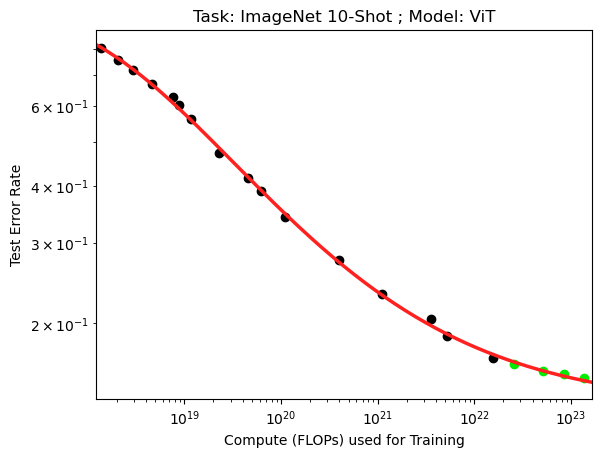 Task: ImageNet 10-Shot ; Model: ViT
Test Error Rate
6 × 10⁻¹
4 × 10⁻¹
3 × 10⁻¹
2 × 10⁻¹
10¹⁹ 10²⁰ 10²¹ 10²² 10²³
Compute (FLOPs) used for Training